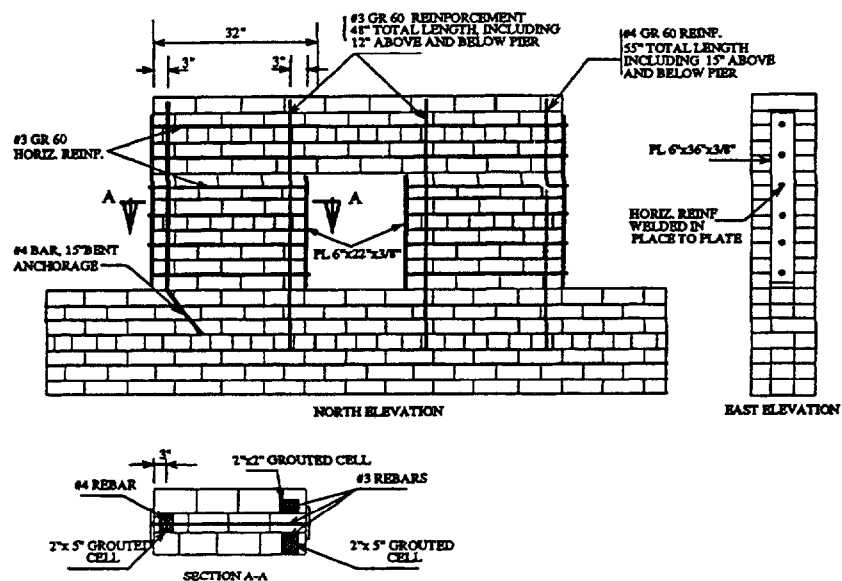 #3 GR 60 REINFORCEMENT
48" TOTAL LENGTH, INCLUDING
12" ABOVE AND BELOW PIER
#4 GR 60 REINF.
55" TOTAL LENGTH
INCLUDING 15" ABOVE
AND BELOW PIER
32"
3"
3"
#3 GR 60
HORIZ. REINF.
PL 6"x36"x3/8"
A
A
HORIZ. REINF
WELDED IN
PLACE TO PLATE
PL 6"x22"x3/8"
#4 BAR, 15"BENT
ANCHORAGE
NORTH ELEVATION
EAST ELEVATION
3"
2"x2" GROUTED CELL
#4 REBAR
#3 REBARS
2"x 5" GROUTED
CELL
2"x 5" GROUTED
CELL
SECTION A-A